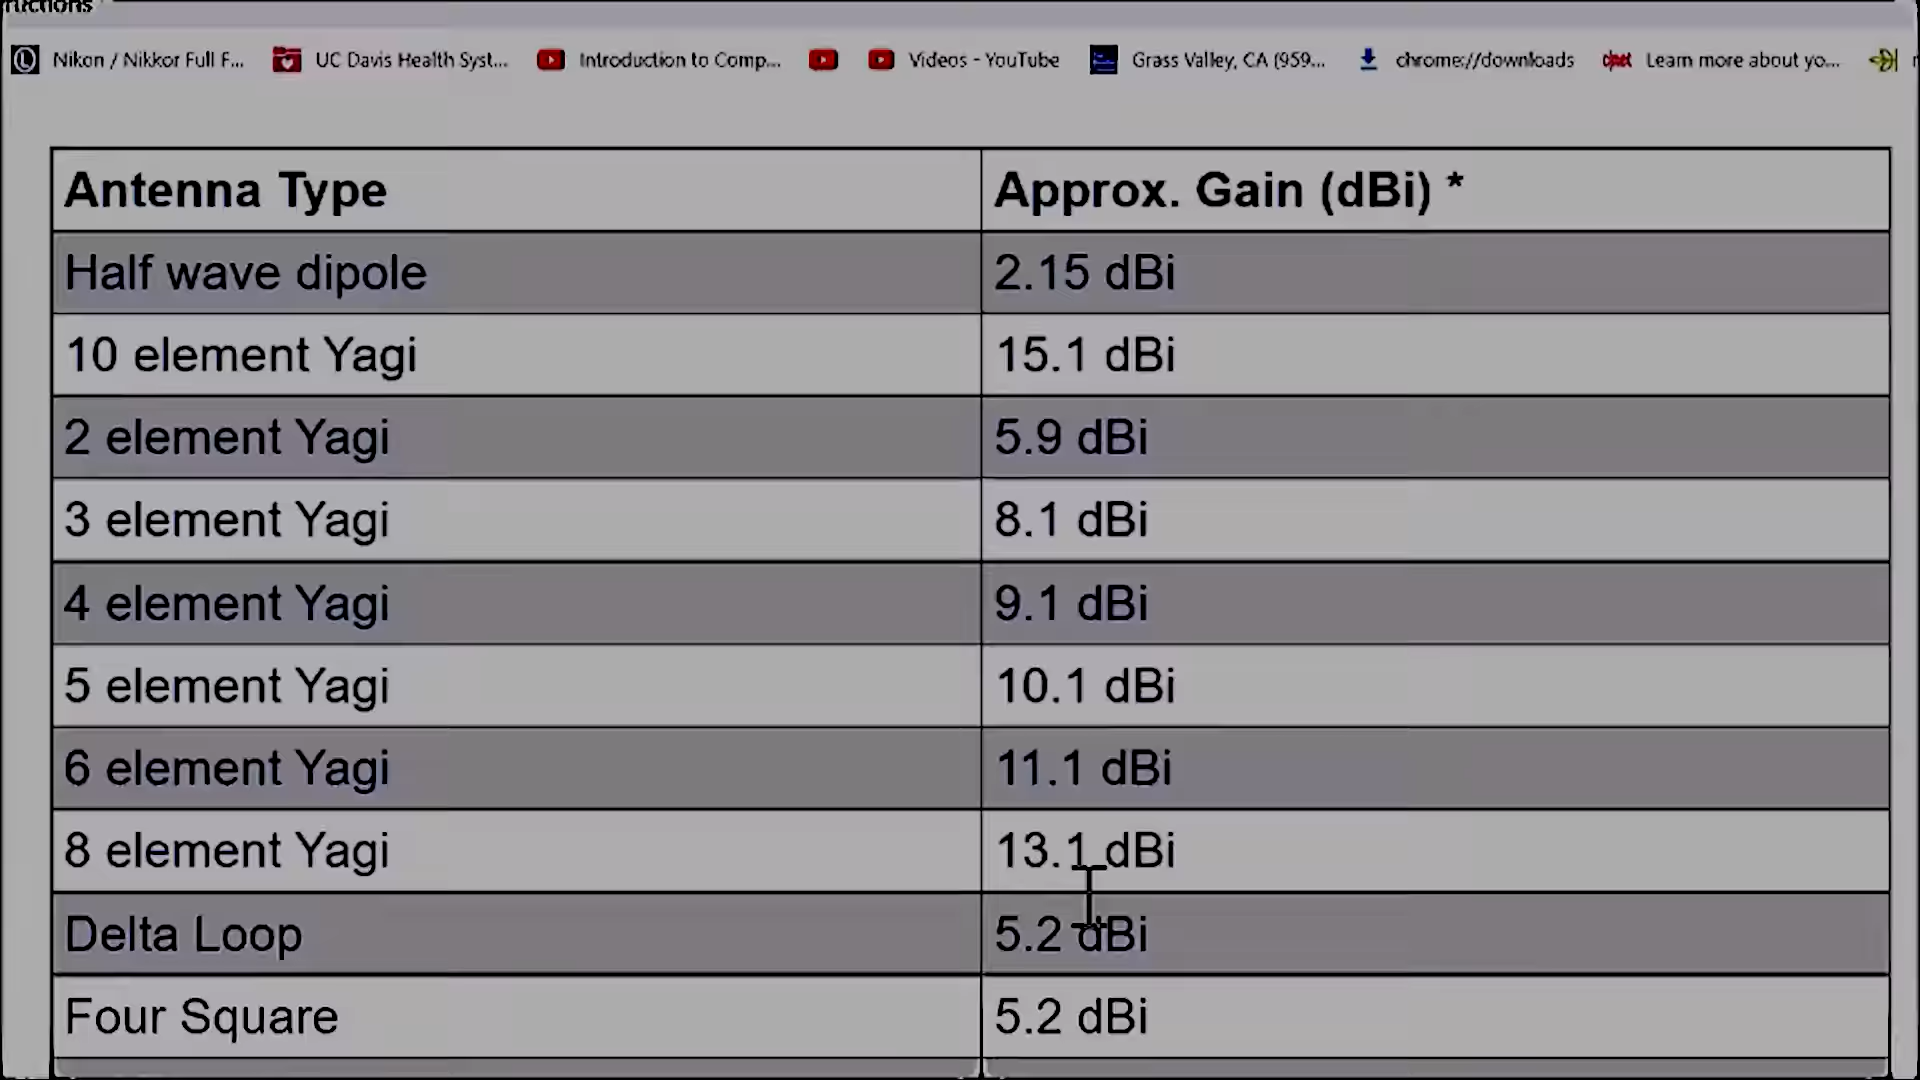 Nikon / Nikkor Full F... UC Davis Health Syst... Introduction to Comp... Videos - YouTube Grass Valley, CA (959... chrome://downloads cnet Learn more about yo...
Antenna Type Approx. Gain (dBi) *
Half wave dipole 2.15 dBi
10 element Yagi 15.1 dBi
2 element Yagi 5.9 dBi
3 element Yagi 8.1 dBi
4 element Yagi 9.1 dBi
5 element Yagi 10.1 dBi
6 element Yagi 11.1 dBi
8 element Yagi 13.1 dBi
Delta Loop 5.2 dBi
Four Square 5.2 dBi